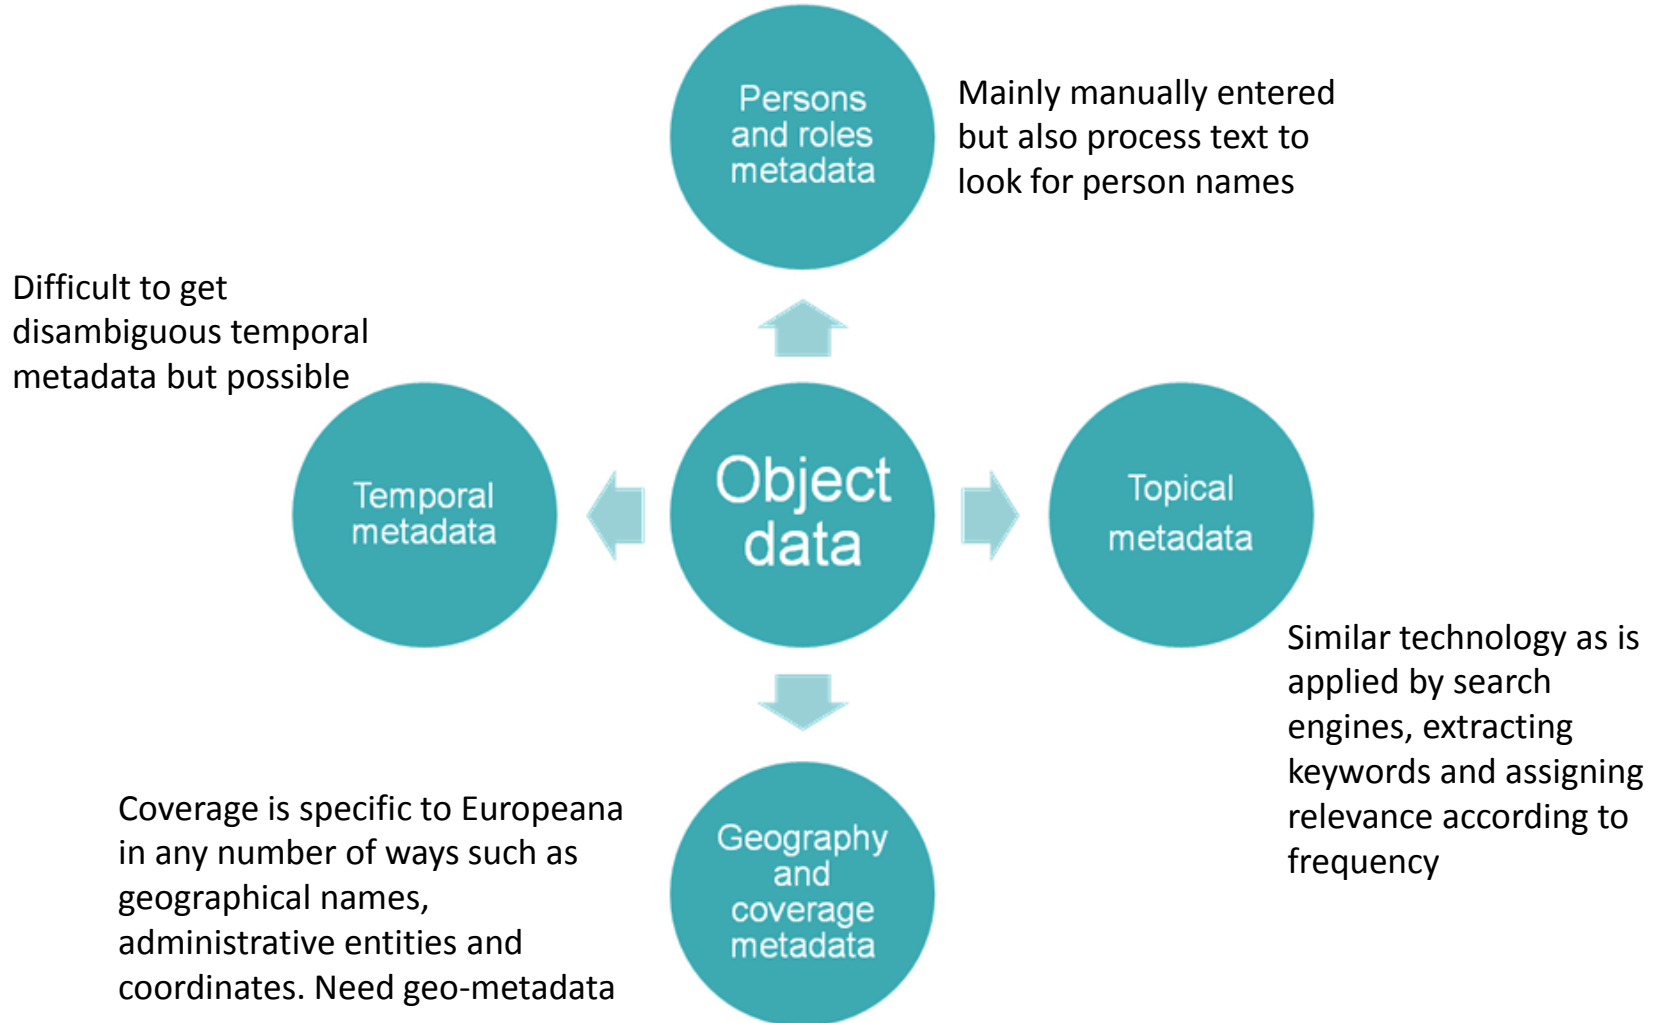 Persons
and roles
metadata
Mainly manually entered
but also process text to
look for person names
Difficult to get
disambiguous temporal
metadata but possible
Temporal
metadata
Object
data
Topical
metadata
Similar technology as is
applied by search
engines, extracting
keywords and assigning
relevance according to
frequency
Coverage is specific to Europeana
in any number of ways such as
geographical names,
administrative entities and
coordinates. Need geo-metadata
Geography
and
coverage
metadata